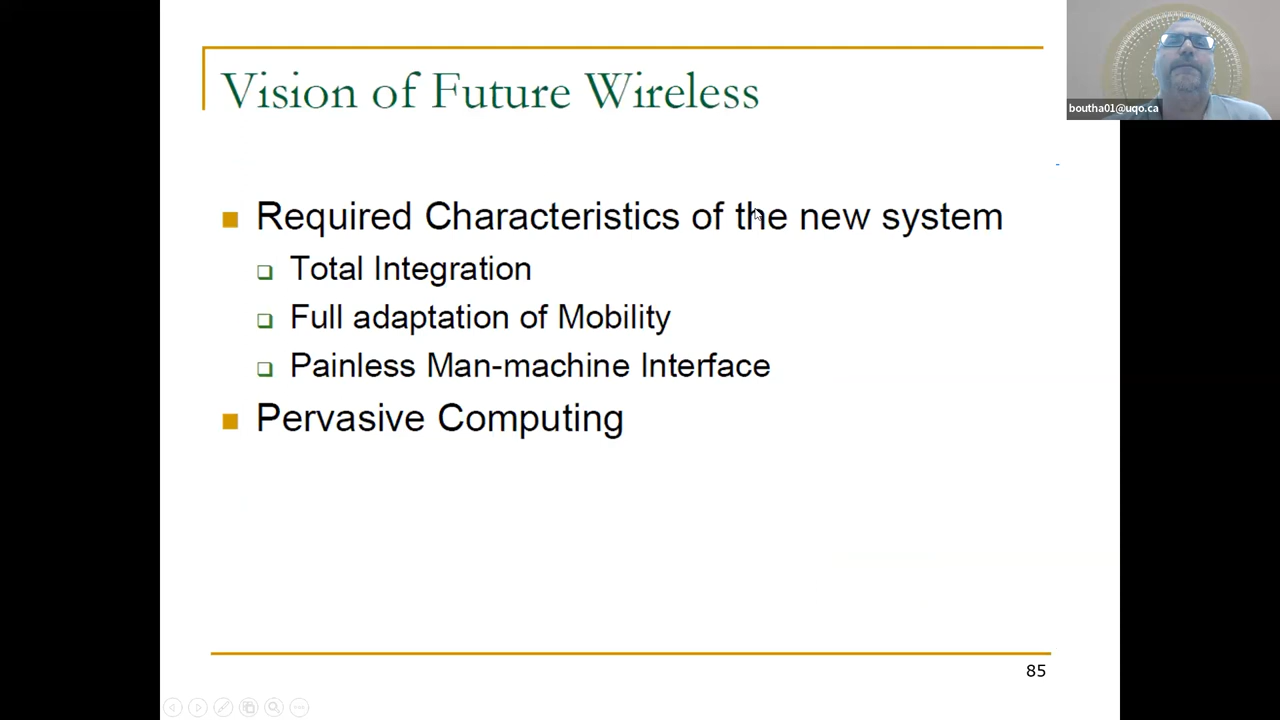 Vision of Future Wireless
boutha01@uqo.ca
Required Characteristics of the new system
Total Integration
Full adaptation of Mobility
Painless Man-machine Interface
Pervasive Computing
85